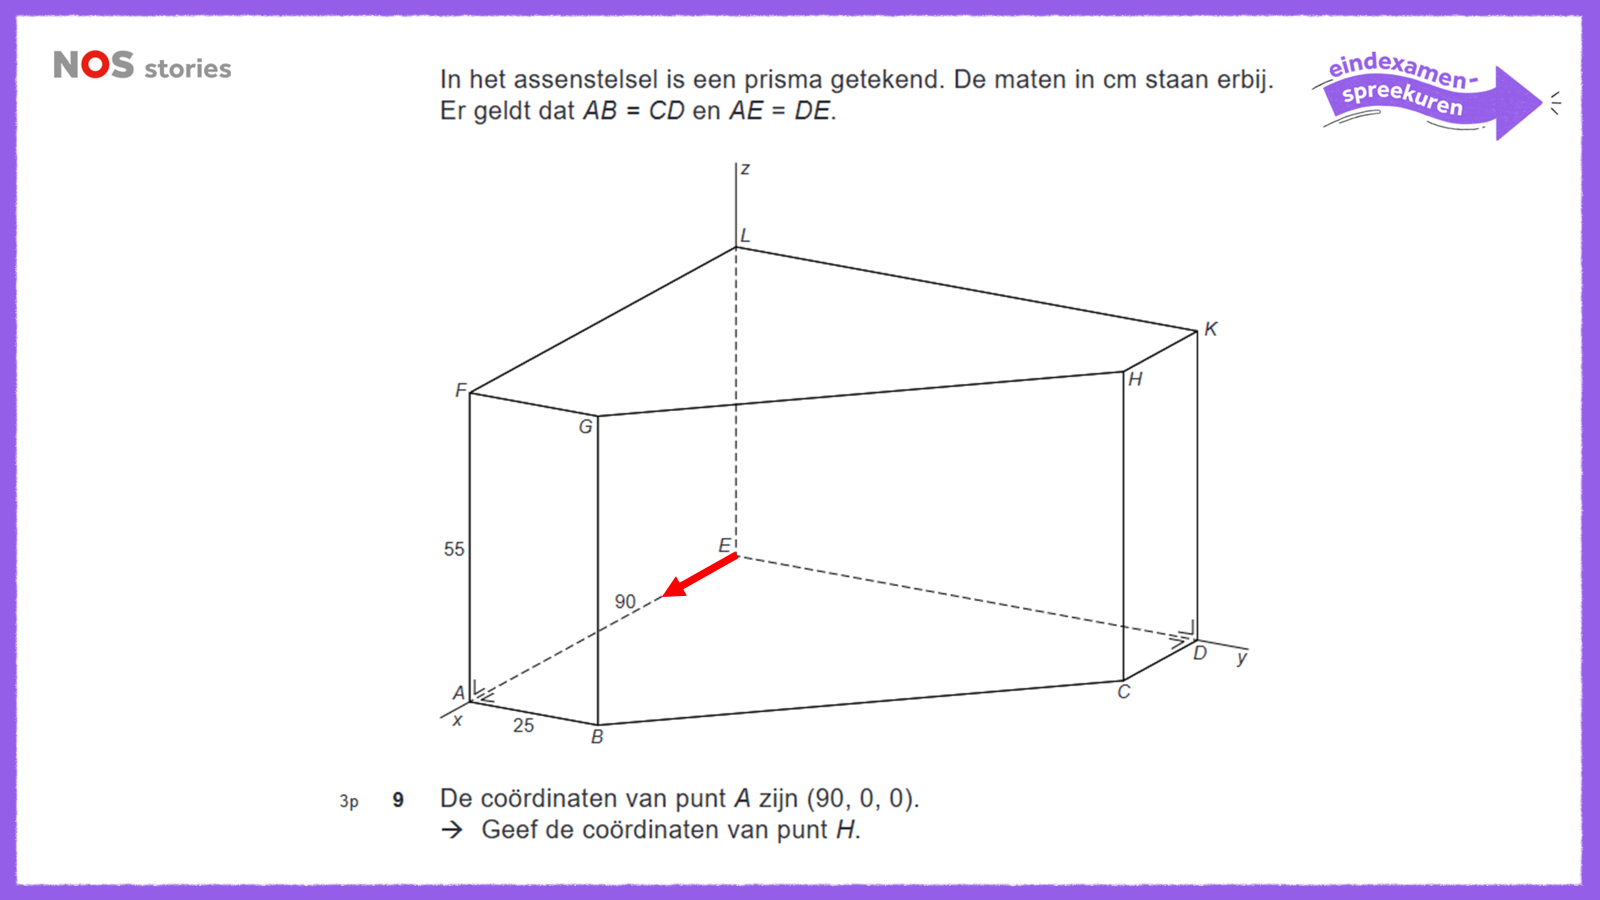 NOS stories
eindexamen-
spreekuren
In het assenstelsel is een prisma getekend. De maten in cm staan erbij.
Er geldt dat AB = CD en AE = DE.
z
L
K
F
H
G
55
E
90
A
D
y
x
25
C
B
3p 9 De coördinaten van punt A zijn (90, 0, 0).
→ Geef de coördinaten van punt H.